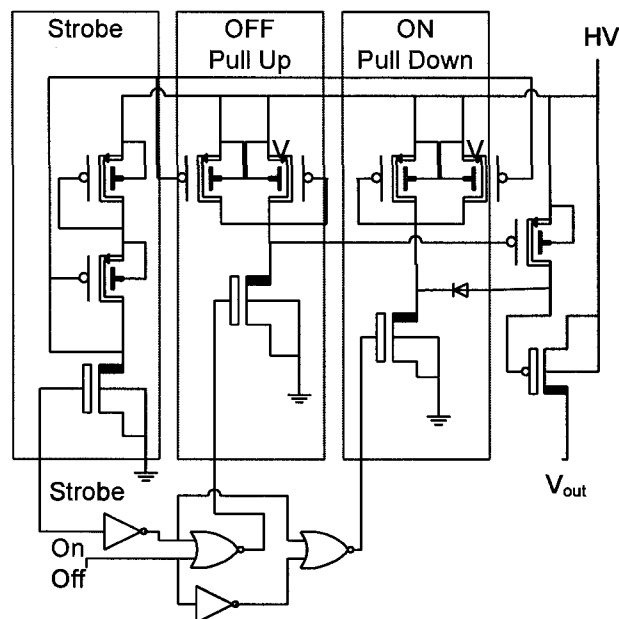 Strobe
OFF
Pull Up
ON
Pull Down
HV
V
V
Strobe
On
Off
Vout